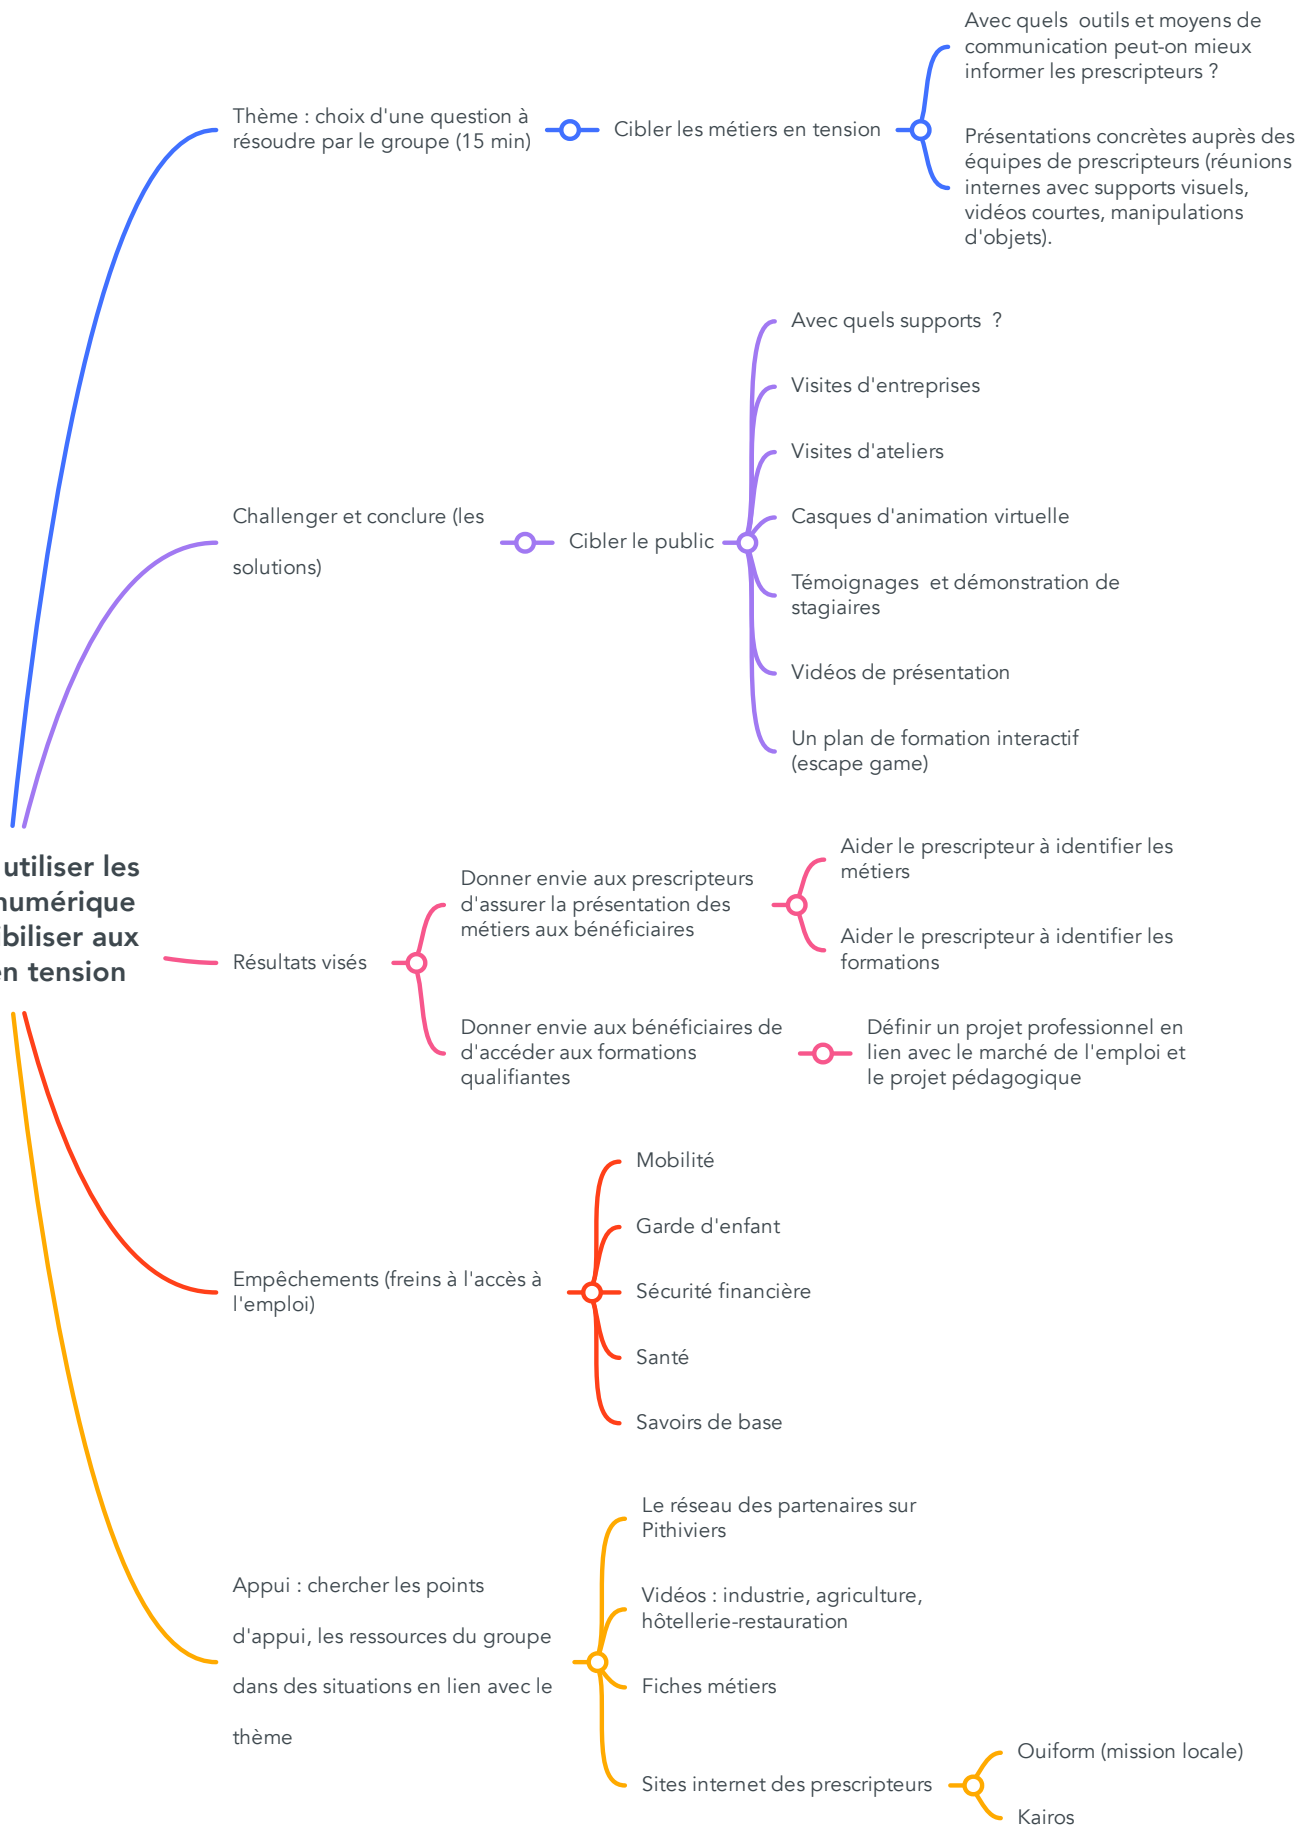 Avec quels  outils et moyens de
communication peut-on mieux
informer les prescripteurs ?
Thème : choix d'une question à
résoudre par le groupe (15 min)
Cibler les métiers en tension
Présentations concrètes auprès des
équipes de prescripteurs (réunions
internes avec supports visuels,
vidéos courtes, manipulations
d'objets).
Avec quels supports  ?
Visites d'entreprises
Visites d'ateliers
Challenger et conclure (les
solutions)
Cibler le public
Casques d'animation virtuelle
Témoignages  et démonstration de
stagiaires
Vidéos de présentation
Un plan de formation interactif
(escape game)
utiliser les
numérique
ibiliser aux
en tension
Résultats visés
Donner envie aux prescripteurs
d'assurer la présentation des
métiers aux bénéficiaires
Aider le prescripteur à identifier les
métiers
Aider le prescripteur à identifier les
formations
Donner envie aux bénéficiaires de
d'accéder aux formations
qualifiantes
Définir un projet professionnel en
lien avec le marché de l'emploi et
le projet pédagogique
Empêchements (freins à l'accès à
l'emploi)
Mobilité
Garde d'enfant
Sécurité financière
Santé
Savoirs de base
Appui : chercher les points
d'appui, les ressources du groupe
dans des situations en lien avec le
thème
Le réseau des partenaires sur
Pithiviers
Vidéos : industrie, agriculture,
hôtellerie-restauration
Fiches métiers
Sites internet des prescripteurs
Ouiform (mission locale)
Kairos